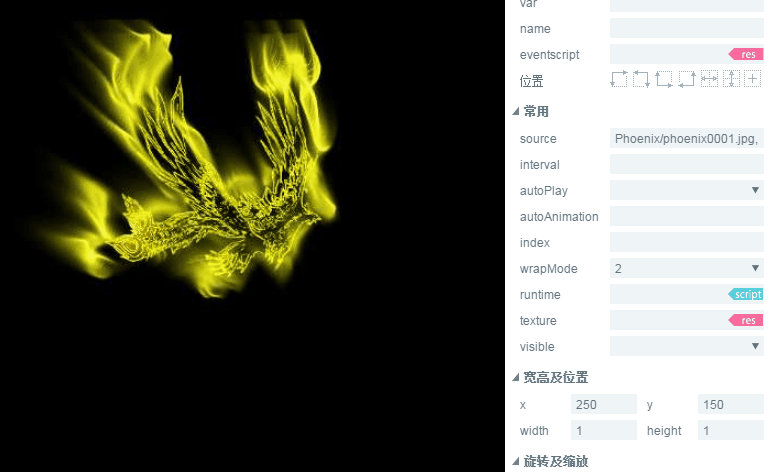 var
name
eventscript res
位置
常用
source Phoenix/phoenix0001.jpg,
interval
autoPlay
autoAnimation
index
wrapMode 2
runtime script
texture res
visible
宽高及位置
x 250 y 150
width 1 height 1
旋转及缩放